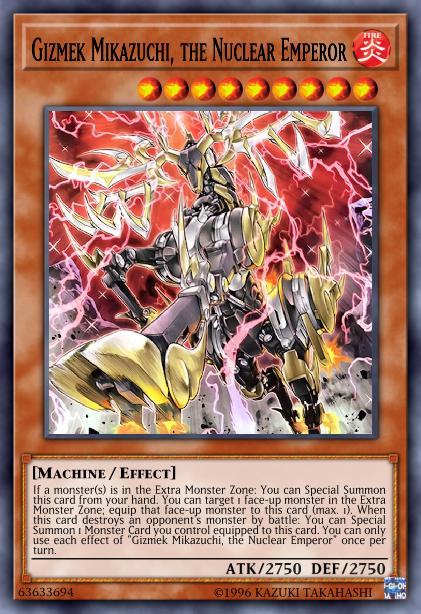 Gizmek Mikazuchi, the Nuclear Emperor
FIRE
炎
[Machine / Effect]
If a monster(s) is in the Extra Monster Zone: You can Special Summon
this card from your hand. You can target 1 face-up monster in the Extra
Monster Zone; equip that face-up monster to this card (max. 1). When
this card destroys an opponent's monster by battle: You can Special
Summon 1 Monster Card you control equipped to this card. You can only
use each effect of "Gizmek Mikazuchi, the Nuclear Emperor" once per
turn.
ATK/2750 DEF/2750
63633694
©1996 KAZUKI TAKAHASHI